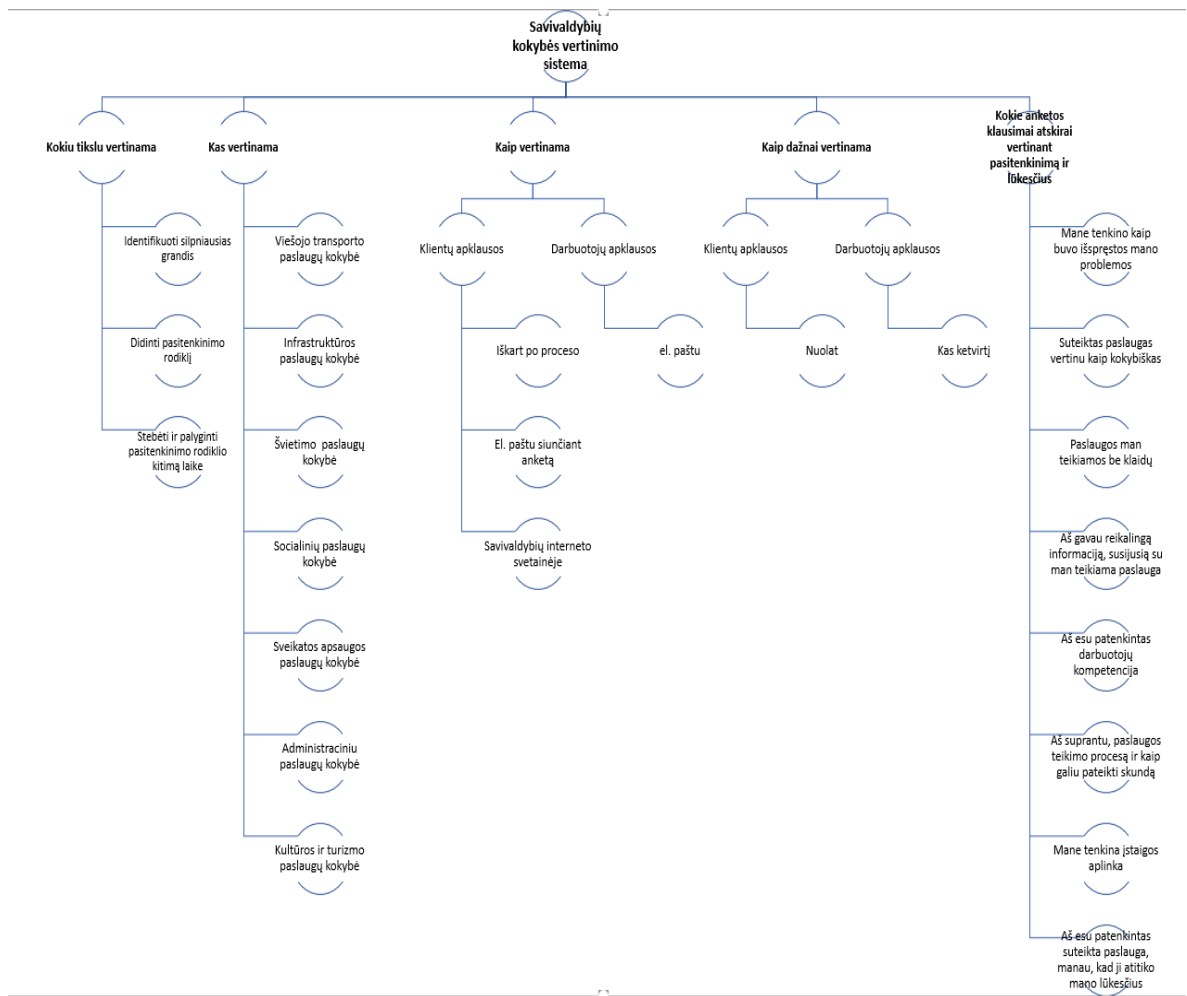 Savivaldybių
kokybės vertinimo
sistema
Kokiu tikslu vertinama
Identifikuoti silpniausias
grandis
Didinti pasitenkinimo
rodiklį
Stebėti ir palyginti
pasitenkinimo rodiklio
kitimą laike
Kas vertinama
Viešojo transporto
paslaugų kokybė
Infrastruktūros
paslaugų kokybė
Švietimo paslaugų
kokybė
Socialinių paslaugų
kokybė
Sveikatos apsaugos
paslaugų kokybė
Administraciniu
paslaugų kokybė
Kultūros ir turizmo
paslaugų kokybė
Kaip vertinama
Klientų apklausos
Iškart po proceso
El. paštu siunčiant
anketą
Savivaldybių interneto
svetainėje
Darbuotojų apklausos
el. paštu
Kaip dažnai vertinama
Klientų apklausos
Nuolat
Darbuotojų apklausos
Kas ketvirtį
Kokie anketos
klausimai atskirai
vertinant
pasitenkinimą ir
lūkesčius
Mane tenkino kaip
buvo išspręstos mano
problemos
Suteiktas paslaugas
vertinu kaip kokybiškas
Paslaugos man
teikiamos be klaidų
Aš gavau reikalingą
informaciją, susijusią su
man teikiama paslauga
Aš esu patenkintas
darbuotojų
kompetencija
Aš suprantu, paslaugos
teikimo procesą ir kaip
galiu pateikti skundą
Mane tenkina įstaigos
aplinka
Aš esu patenkintas
suteikta paslauga,
manau, kad ji atitiko
mano lūkesčius